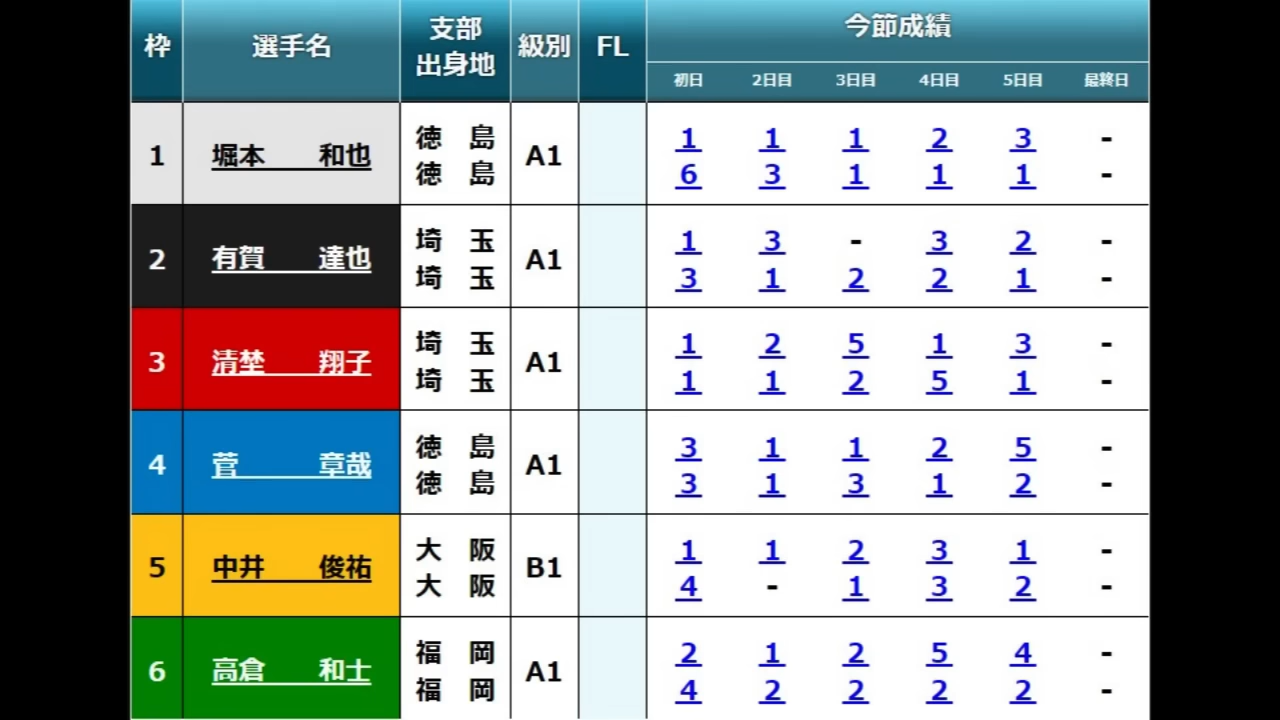 枠 選手名 支部 出身地 級別 FL 今節成績
初日 2日目 3日目 4日目 5日目 最終日
1 堀本 和也 徳島 A1 1 1 1 2 3 -
徳島 6 3 1 1 1 -
2 有賀 達也 埼玉 A1 1 3 - 3 2 -
埼玉 3 1 2 2 1 -
3 清埜 翔子 埼玉 A1 1 2 5 1 3 -
埼玉 1 1 2 5 1 -
4 菅 章哉 徳島 A1 3 1 1 2 5 -
徳島 3 1 3 1 2 -
5 中井 俊祐 大阪 B1 1 1 2 3 1 -
大阪 4 - 1 3 2 -
6 高倉 和士 福岡 A1 2 1 2 5 4 -
福岡 4 2 2 2 2 -